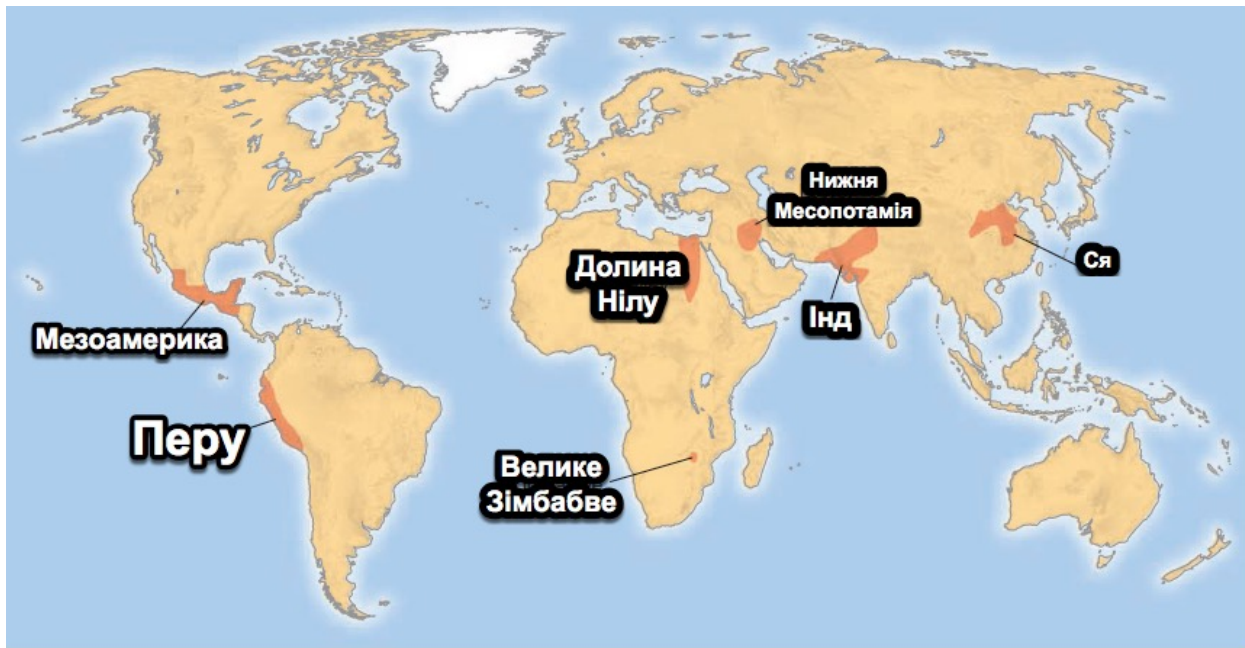 Нижня
Месопотамія
Долина
Нілу
Ся
Інд
Мезоамерика
Перу
Велике
Зімбабве